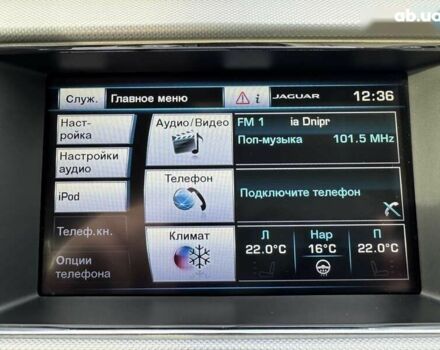 ab.ua
Служ. Главное меню i JAGUAR 12:36
Наст-
ройка
Настройки
аудио
iPod
Телеф.кн.
Опции
телефона
Аудио/Видео
Телефон
Климат
FM 1 ia Dnipr
Поп-музыка 101.5 MHz
Подключите телефон
Л Нар П
22.0°C 16°C 22.0°C